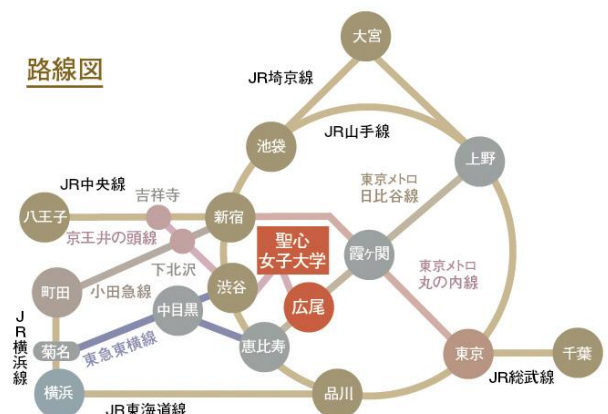 路線図
大宮
JR埼京線
JR山手線
池袋
上野
東京メトロ
日比谷線
JR中央線
吉祥寺
八王子
新宿
京王井の頭線
聖心
女子大学
霞ヶ関
下北沢
東京メトロ
丸の内線
町田
小田急線
渋谷
広尾
中目黒
JR横浜線
菊名
東急東横線
恵比寿
東京
千葉
横浜
品川
JR総武線
JR東海道線